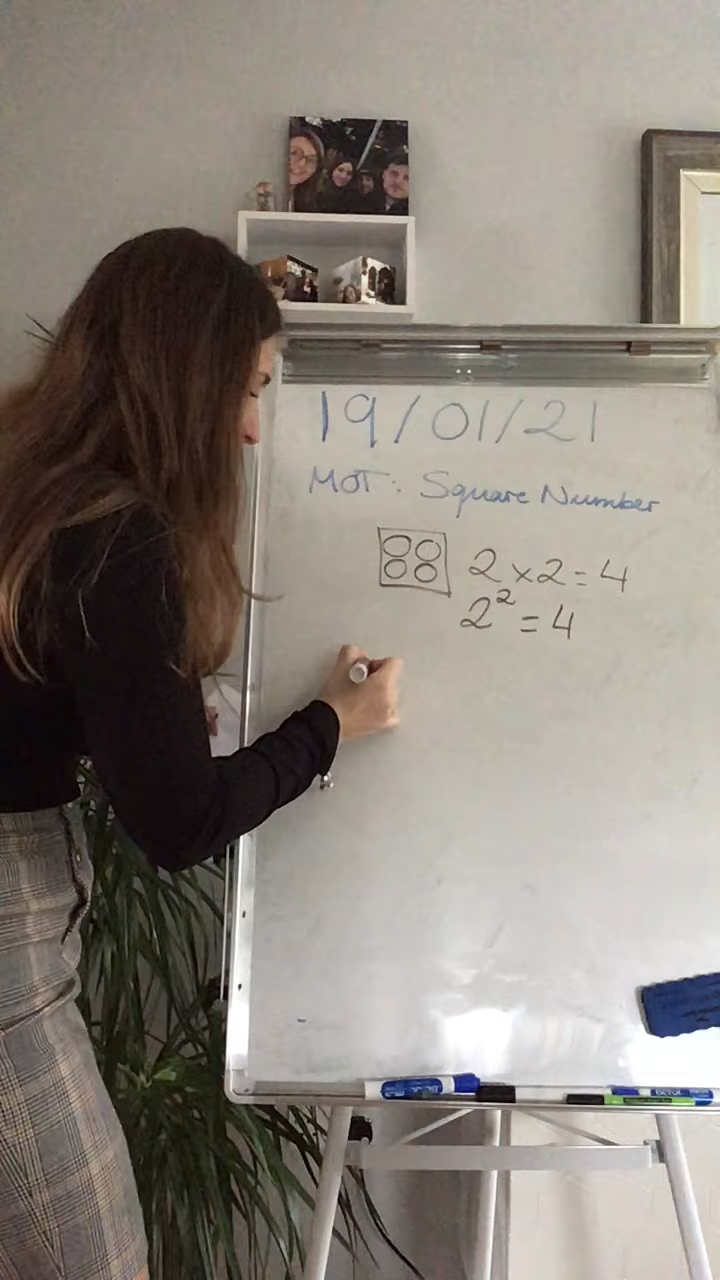 19/01/21
MOT: Square Number
2 x 2 = 4
2² = 4